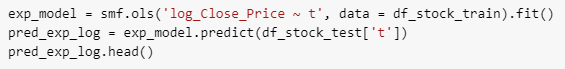 exp_model = smf.ols('log_Close_Price ~ t', data = df_stock_train).fit()
pred_exp_log = exp_model.predict(df_stock_test['t'])
pred_exp_log.head()